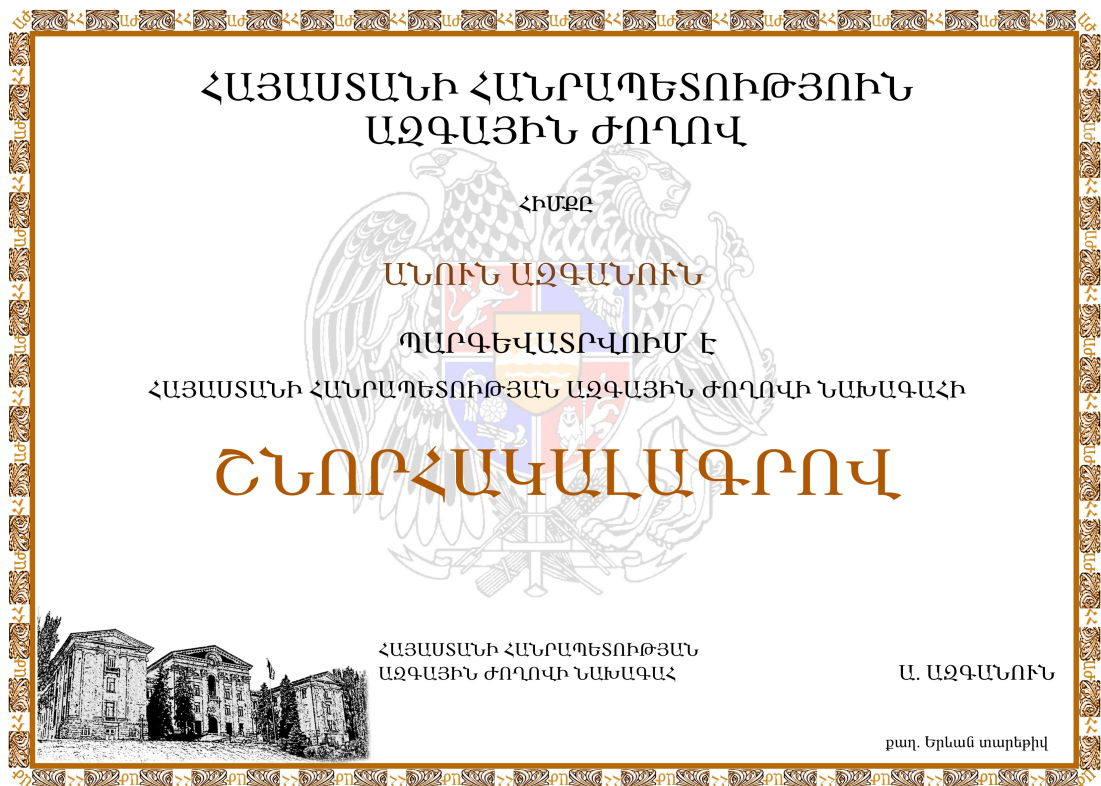 ՀԱՅԱՍՏԱՆԻ ՀԱՆՐԱՊԵՏՈՒԹՅՈՒՆ
ԱԶԳԱՅԻՆ ԺՈՂՈՎ
ՀԻՄՔԸ
ԱՆՈՒՆ ԱԶԳԱՆՈՒՆ
ՊԱՐԳԵՎԱՏՐՎՈՒՄ Է
ՀԱՅԱՍՏԱՆԻ ՀԱՆՐԱՊԵՏՈՒԹՅԱՆ ԱԶԳԱՅԻՆ ԺՈՂՈՎԻ ՆԱԽԱԳԱՀԻ
ՇՆՈՐՀԱԿԱԼԱԳՐՈՎ
ՀԱՅԱՍՏԱՆԻ ՀԱՆՐԱՊԵՏՈՒԹՅԱՆ
ԱԶԳԱՅԻՆ ԺՈՂՈՎԻ ՆԱԽԱԳԱՀ
Ա. ԱԶԳԱՆՈՒՆ
քաղ. Երևան տարեթիվ